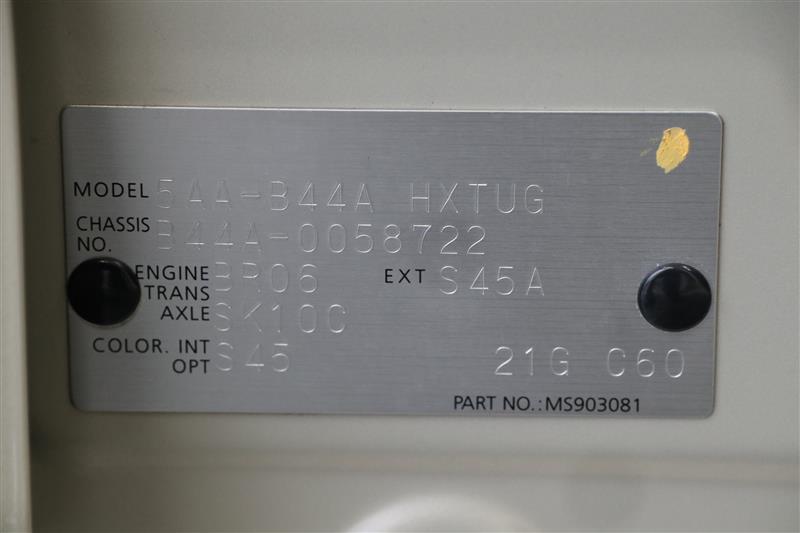 MODEL 5AA-B44A HXTUG
CHASSIS NO. B44A-0058722
ENGINE BR06 EXT S45A
TRANS AXLE SK10C
COLOR. INT OPT S45 21G C60
PART NO.:MS903081